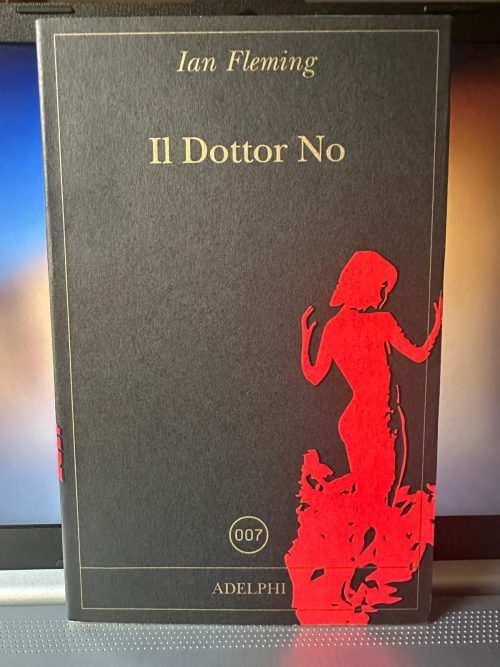 Ian Fleming
Il Dottor No
007
ADELPHI